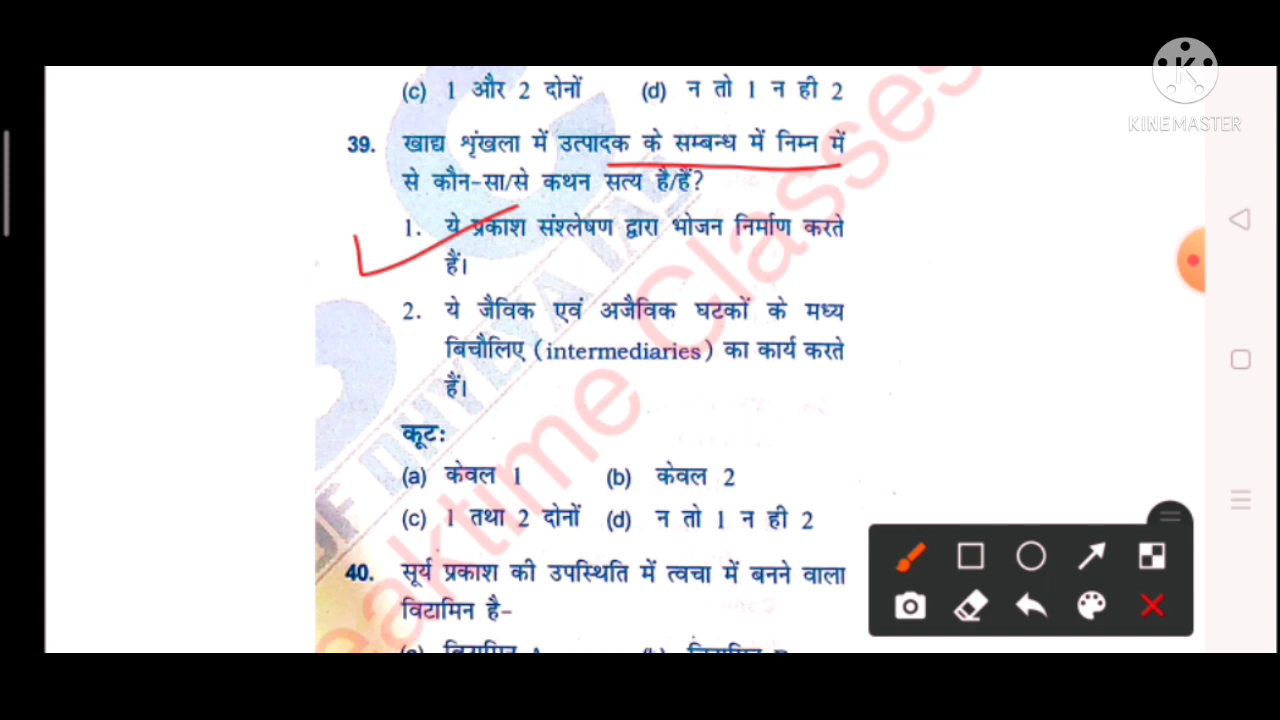 KINEMASTER
(c) 1 और 2 दोनों (d) न तो 1 न ही 2
39. खाद्य शृंखला में उत्पादक के सम्बन्ध में निम्न में
से कौन-सा/से कथन सत्य है/हैं?
1. ये प्रकाश संश्लेषण द्वारा भोजन निर्माण करते
हैं।
2. ये जैविक एवं अजैविक घटकों के मध्य
बिचौलिए (intermediaries) का कार्य करते
हैं।
कूट:
(a) केवल 1 (b) केवल 2
(c) 1 तथा 2 दोनों (d) न तो 1 न ही 2
40. सूर्य प्रकाश की उपस्थिति में त्वचा में बनने वाला
विटामिन है-
Classes